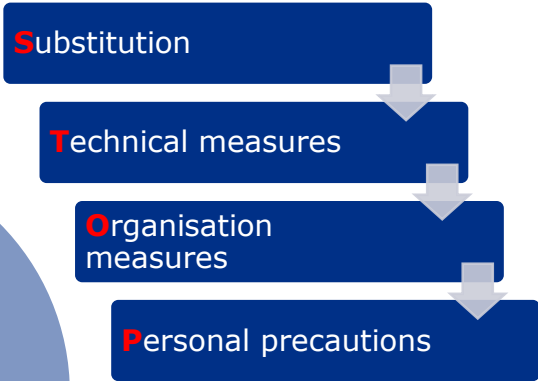 Substitution
Technical measures
Organisation
measures
Personal precautions